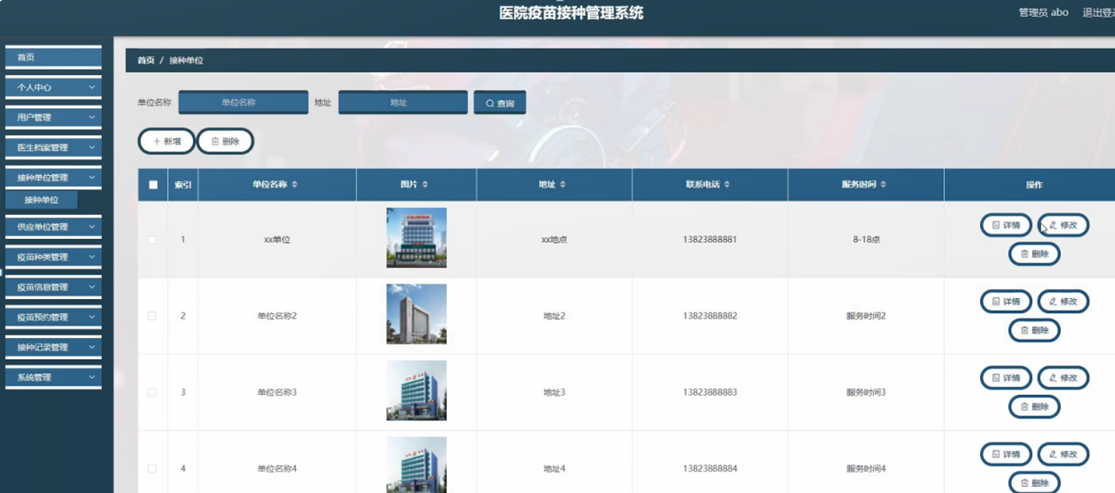 医院疫苗接种管理系统
管理员 abo 退出登
首页
个人中心
用户管理
医生档案管理
接种单位管理
接种单位
供应单位管理
疫苗种类管理
疫苗信息管理
疫苗预约管理
接种记录管理
系统管理
首页 / 接种单位
单位名称 单位名称 地址 地址 查询
新增 删除
索引 单位名称 图片 地址 联系电话 服务时间 操作
1 xx单位 xx地点 13823888881 8-18点 详情 修改
删除
2 单位名称2 地址2 13823888882 服务时间2 详情 修改
删除
3 单位名称3 地址3 13823888883 服务时间3 详情 修改
删除
4 单位名称4 地址4 13823888884 服务时间4 详情 修改
删除